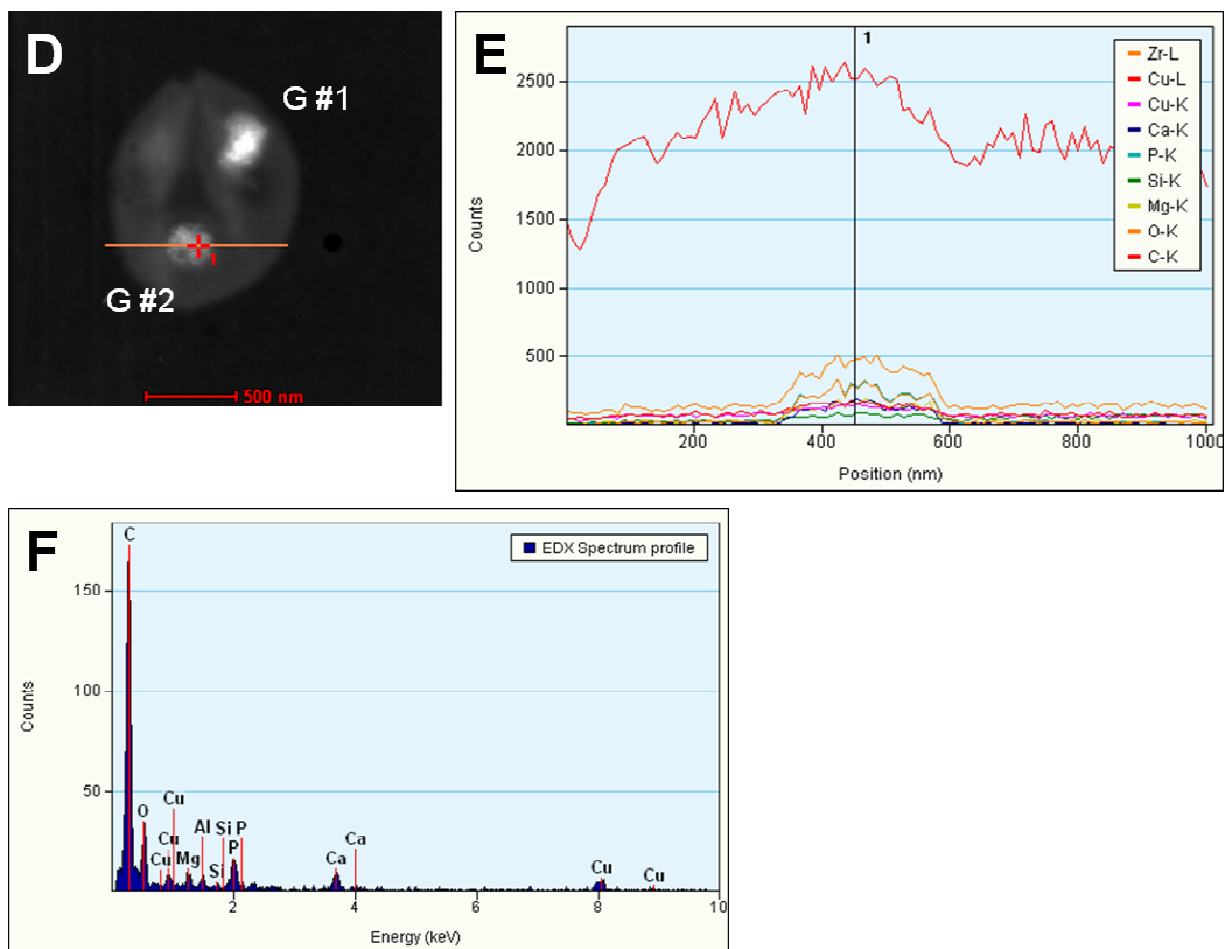 D
G #1
1
G #2
500 nm
E
1
Zr-L
Cu-L
Cu-K
Ca-K
P-K
Si-K
Mg-K
O-K
C-K
2500
2000
1500
1000
500
Counts
200 400 600 800 1000
Position (nm)
F
EDX Spectrum profile
C
150
100
50
Counts
O
Cu
Cu
Cu
Mg
Al
Si
Si
P
P
Ca
Ca
Cu
Cu
2 4 6 8 10
Energy (keV)